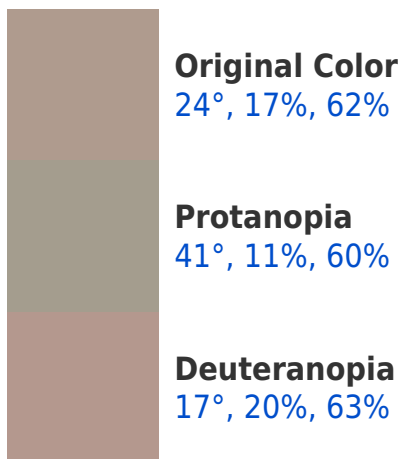 Original Color
24°, 17%, 62%
Protanopia
41°, 11%, 60%
Deuteranopia
17°, 20%, 63%